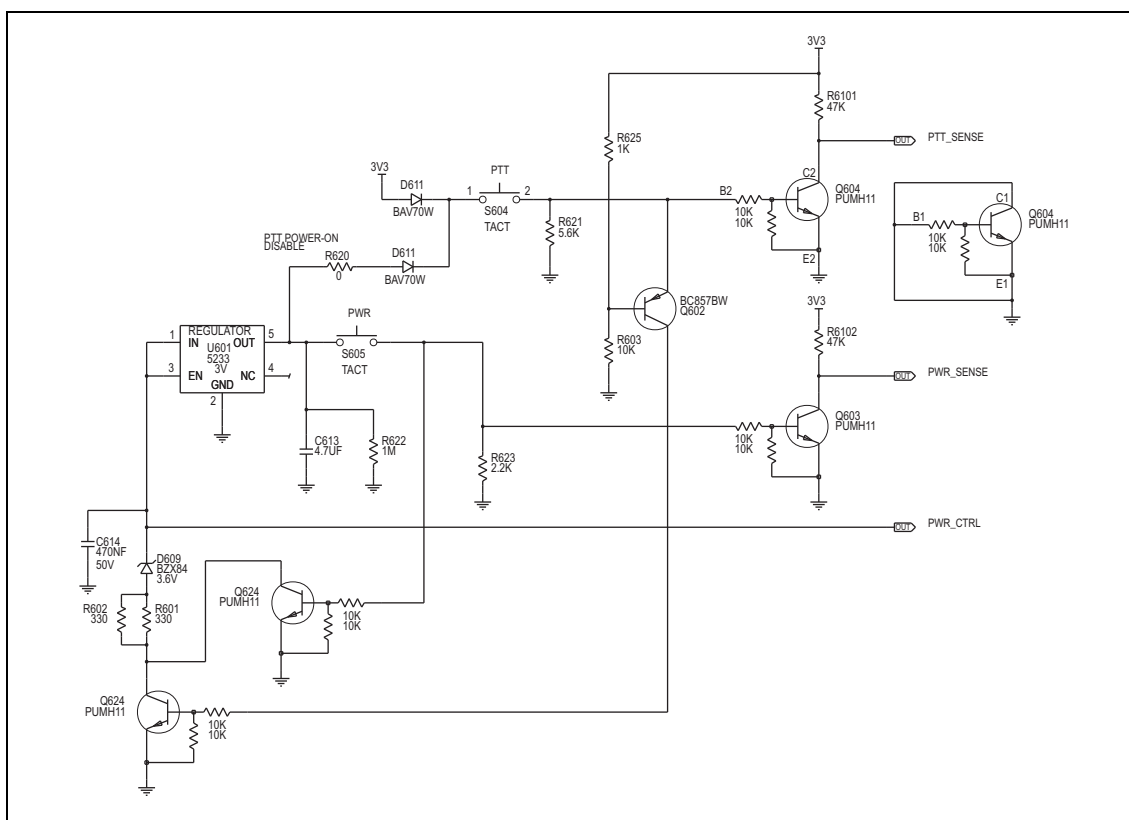 3V3
R6101
47K
R625
1K
PTT_SENSE
OUT
3V3
PTT
C2
D611
1
2
B2
Q604
PUMH11
C1
BAV70W
S604
10K
10K
B1
Q604
PUMH11
TACT
R621
5.6K
10K
10K
PTT POWER-ON
DISABLE
R620
0
D611
BAV70W
E2
E1
BC857BW
Q602
3V3
PWR
REGULATOR
1
IN
OUT
5
U601
5233
3V
R603
10K
R6102
47K
S605
3
EN
NC
4
TACT
PWR_SENSE
OUT
GND
2
Q603
PUMH11
C613
4.7UF
R622
1M
10K
10K
R623
2.2K
PWR_CTRL
OUT
C614
470NF
50V
D609
BZX84
3.6V
Q624
PUMH11
R602
330
R601
330
10K
10K
Q624
PUMH11
10K
10K